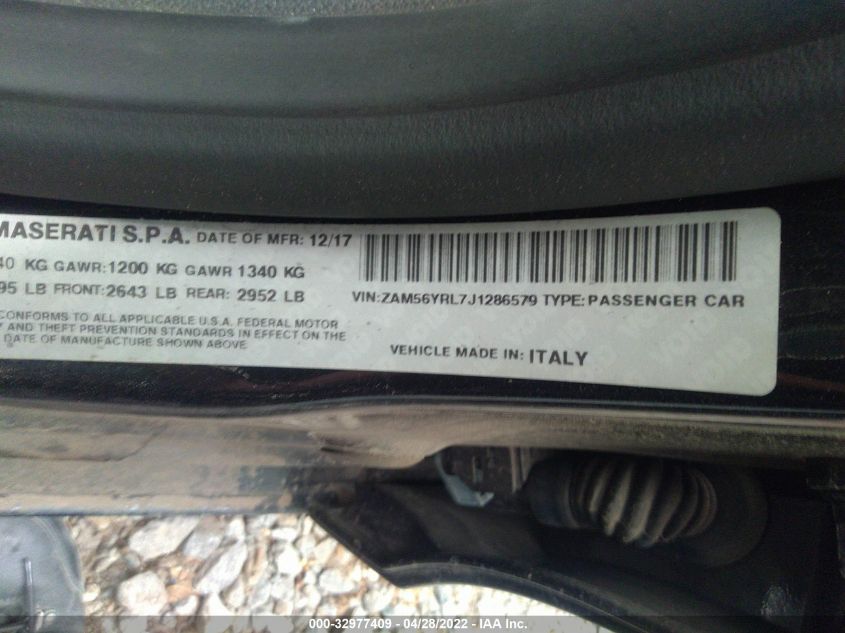 MASERATI S.P.A. DATE OF MFR: 12/17
40 KG GAWR:1200 KG GAWR 1340 KG
95 LB FRONT:2643 LB REAR: 2952 LB
CONFORMS TO ALL APPLICABLE U.S.A. FEDERAL MOTOR
Y AND THEFT PREVENTION STANDARDS IN EFFECT ON THE
DATE OF MANUFACTURE SHOWN ABOVE
VIN:ZAM56YRL7J1286579 TYPE: PASSENGER CAR
VEHICLE MADE IN: ITALY
000-32977409 - 04/28/2022 - IAA Inc.